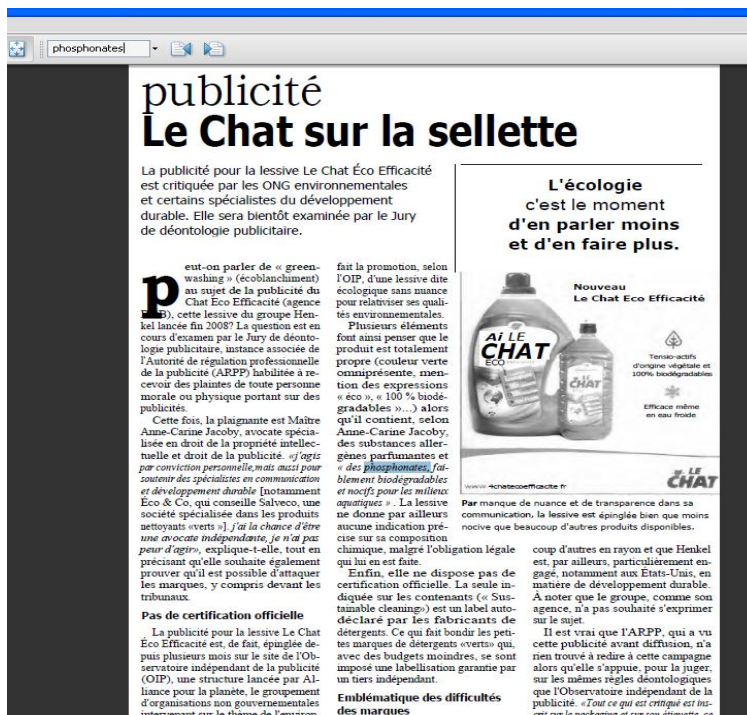 phosphonates
publicité
Le Chat sur la sellette
La publicité pour la lessive Le Chat Éco Efficacité
est critiquée par les ONG environnementales
et certains spécialistes du développement
durable. Elle sera bientôt examinée par le Jury
de déontologie publicitaire.
peut-on parler de « green-
washing » (écoblanchiment)
au sujet de la publicité du
Chat Eco Efficacité (agence
B), cette lessive du groupe Hen-
kel lancée fin 2008? La question est en
cours d'examen par le Jury de déonto-
logie publicitaire, instance associée de
l'Autorité de régulation professionnelle
de la publicité (ARPP) habilitée à re-
cevoir des plaintes de toute personne
morale ou physique portant sur des
publicités.
Cette fois, la plaignante est Maître
Anne-Carine Jacoby, avocate spécia-
lisée en droit de la propriété intellec-
tuelle et droit de la publicité. «j'agis
par conviction personnelle,mais aussi pour
soutenir des spécialistes en communication
et développement durable [notamment
Éco & Co, qui conseille Salveco, une
société spécialisée dans les produits
nettoyants «verts »]. j'ai la chance d'être
une avocate indépendante, je n'ai pas
peur d'agir», explique-t-elle, tout en
précisant qu'elle souhaite également
prouver qu'il est possible d'attaquer
les marques, y compris devant les
tribunaux.
Pas de certification officielle
La publicité pour la lessive Le Chat
Éco Efficacité est, de fait, épinglée de-
puis plusieurs mois sur le site de l'Ob-
servatoire indépendant de la publicité
(OIP), une structure lancée par Al-
liance pour la planète, le groupement
d'organisations non gouvernementales
intervenant sur le thème de l'environ-
fait la promotion, selon
l'OIP, d'une lessive dite
écologique sans nuance
pour relativiser ses quali-
tés environnementales.
Plusieurs éléments
font ainsi penser que le
produit est totalement
propre (couleur verte
omniprésente, men-
tion des expressions
« éco », « 100 % biodé-
gradables »...) alors
qu'il contient, selon
Anne-Carine Jacoby,
des substances aller-
gènes parfumantes et
« des phosphonates, fai-
blement biodégradables
et nocifs pour les milieux
aquatiques » . La lessive
ne donne par ailleurs
aucune indication pré-
cise sur sa composition
chimique, malgré l'obligation légale
qui lui en est faite.
Enfin, elle ne dispose pas de
certification officielle. La seule in-
diquée sur les contenants (« Sus-
tainable cleaning») est un label auto-
déclaré par les fabricants de
détergents. Ce qui fait bondir les peti-
tes marques de détergents «verts» qui,
avec des budgets moindres, se sont
imposé une labellisation garantie par
un tiers indépendant.
Emblématique des difficultés
des marques
L'écologie
c'est le moment
d'en parler moins
et d'en faire plus.
Nouveau
Le Chat Eco Efficacité
Ai LE
CHAT
ECO
LE
CHAT
Tensio-actifs
d'origine végétale et
100% biodégradables
Efficace même
en eau froide
www.4chatecoefficacite fr
LE
CHAT
Par manque de nuance et de transparence dans sa
communication, la lessive est épinglée bien que moins
nocive que beaucoup d'autres produits disponibles.
coup d'autres en rayon et que Henkel
est, par ailleurs, particulièrement en-
gagé, notamment aux États-Unis, en
matière de développement durable.
À noter que le groupe, comme son
agence, n'a pas souhaité s'exprimer
sur le sujet.
Il est vrai que l'ARPP, qui a vu
cette publicité avant diffusion, n'a
rien trouvé à redire à cette campagne
alors qu'elle s'appuie, pour la juger,
sur les mêmes règles déontologiques
que l'Observatoire indépendant de la
publicité. «Tout ce qui est critiqué est ins-
crit sur le packaging et sur son étiquette, ce